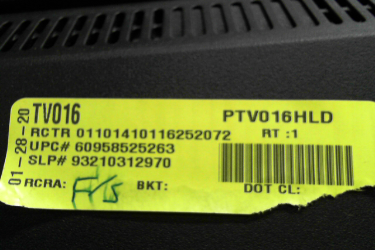 01-28-20
TV016 PTV016HLD
RCTR 01101410116252072 RT :1
UPC# 60958525263
SLP# 93210312970
RCRA: BKT: DOT CL: